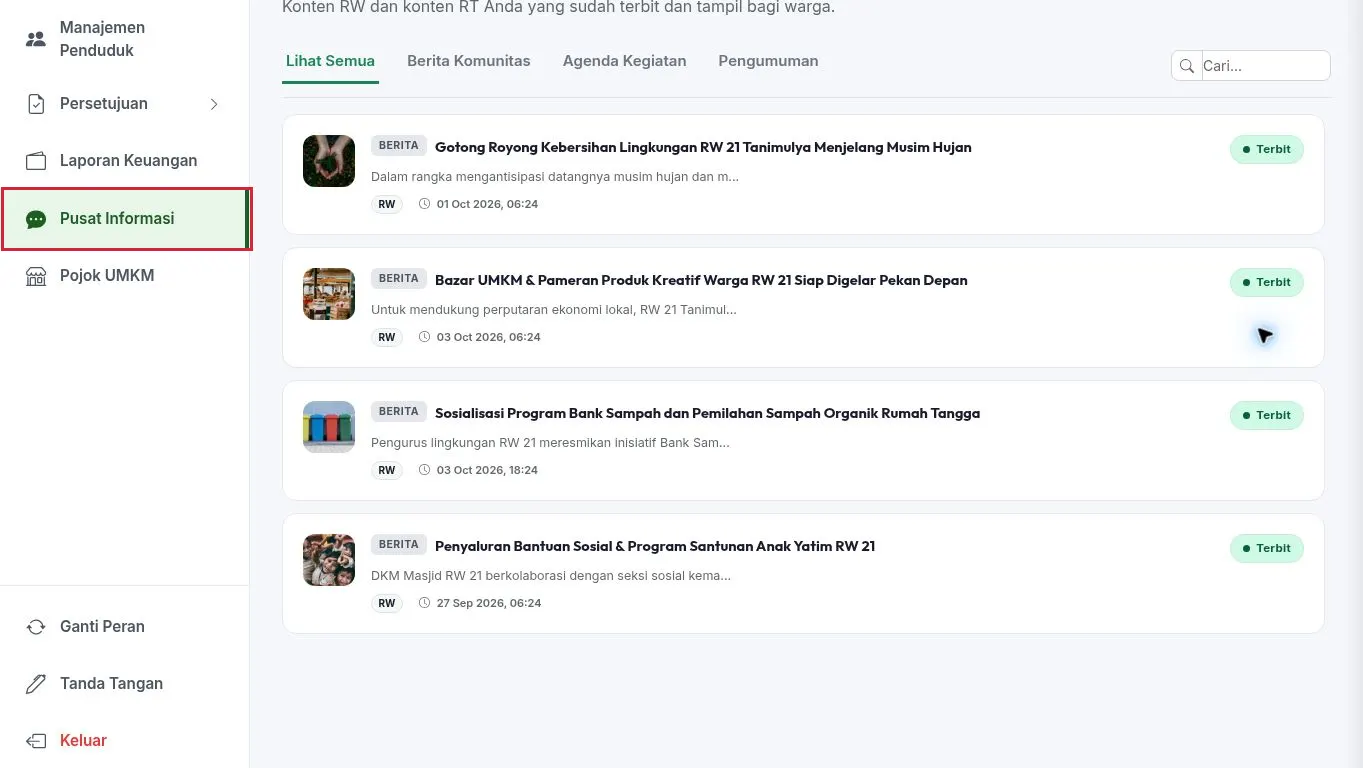 Manajemen
Penduduk
Persetujuan
Laporan Keuangan
Pusat Informasi
Pojok UMKM
Ganti Peran
Tanda Tangan
Keluar
Konten RW dan konten RT Anda yang sudah terbit dan tampil bagi warga.
Lihat Semua Berita Komunitas Agenda Kegiatan Pengumuman Cari...
BERITA Gotong Royong Kebersihan Lingkungan RW 21 Tanimulya Menjelang Musim Hujan Terbit
Dalam rangka mengantisipasi datangnya musim hujan dan m...
RW 01 Oct 2026, 06:24
BERITA Bazar UMKM & Pameran Produk Kreatif Warga RW 21 Siap Digelar Pekan Depan Terbit
Untuk mendukung perputaran ekonomi lokal, RW 21 Tanimul...
RW 03 Oct 2026, 06:24
BERITA Sosialisasi Program Bank Sampah dan Pemilahan Sampah Organik Rumah Tangga Terbit
Pengurus lingkungan RW 21 meresmikan inisiatif Bank Sam...
RW 03 Oct 2026, 18:24
BERITA Penyaluran Bantuan Sosial & Program Santunan Anak Yatim RW 21 Terbit
DKM Masjid RW 21 berkolaborasi dengan seksi sosial kema...
RW 27 Sep 2026, 06:24